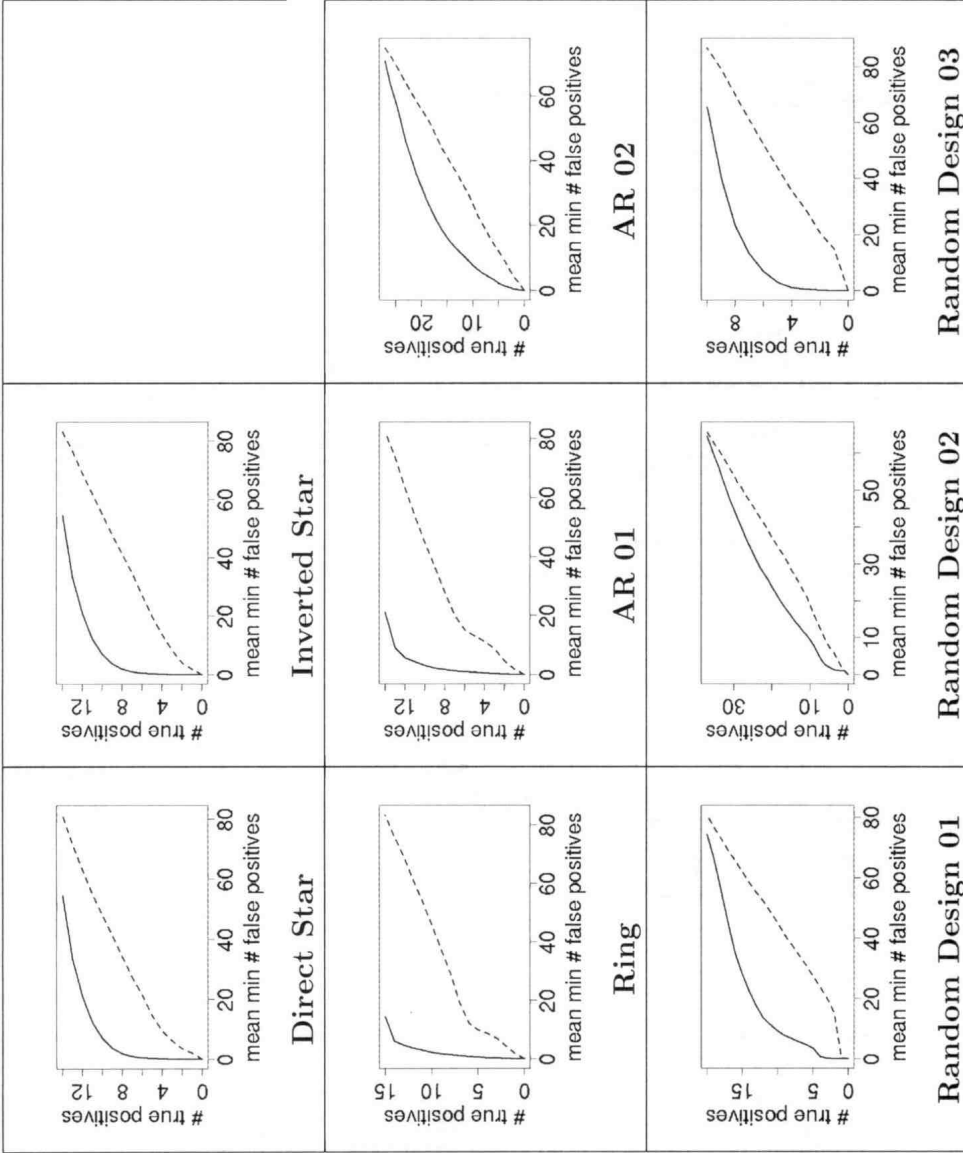 # true positives
0 4 8 12
0 20 40 60 80
mean min # false positives
Direct Star
# true positives
0 4 8 12
0 20 40 60 80
mean min # false positives
Inverted Star
# true positives
0 5 10 15
0 20 40 60 80
mean min # false positives
Ring
# true positives
0 4 8 12
0 20 40 60 80
mean min # false positives
AR 01
# true positives
0 10 20
0 20 40 60
mean min # false positives
AR 02
# true positives
0 5 15
0 20 40 60 80
mean min # false positives
Random Design 01
# true positives
0 10 30
0 10 30 50
mean min # false positives
Random Design 02
# true positives
0 4 8
0 20 40 60 80
mean min # false positives
Random Design 03